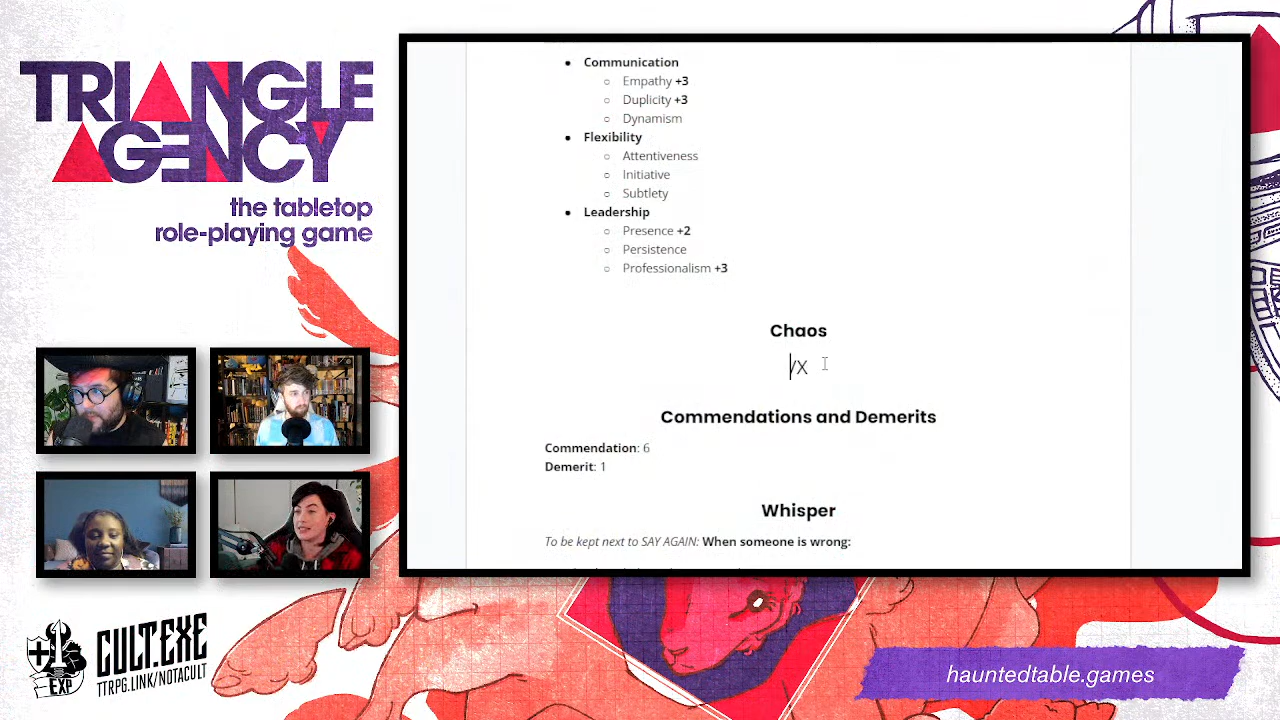 TRIANGLE
AGENCY
the tabletop
role-playing game
Communication
Empathy +3
Duplicity +3
Dynamism
Flexibility
Attentiveness
Initiative
Subtlety
Leadership
Presence +2
Persistence
Professionalism +3
Chaos
/X
Commendations and Demerits
Commendation: 6
Demerit: 1
Whisper
To be kept next to SAY AGAIN: When someone is wrong:
EXP
CULT.EXE
TTRPG.LINK/NOTACULT
hauntedtable.games